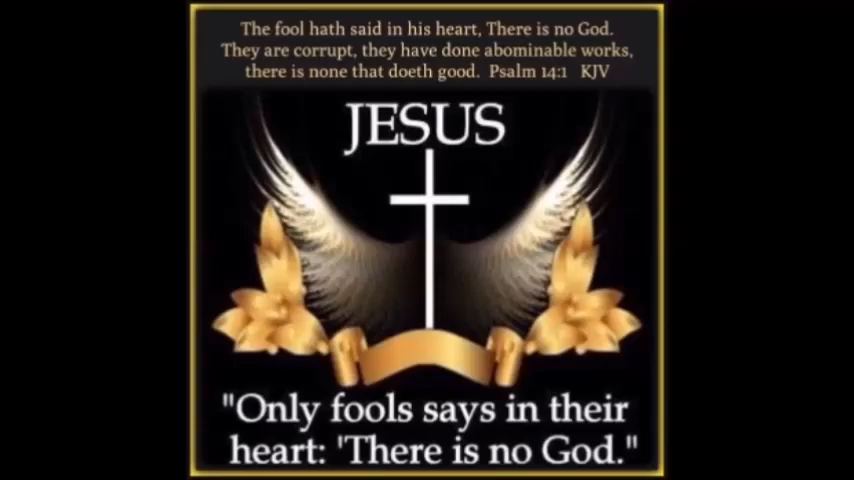 The fool hath said in his heart, There is no God.
They are corrupt, they have done abominable works,
there is none that doeth good.  Psalm 14:1   KJV
JESUS
"Only fools says in their
heart: 'There is no God."